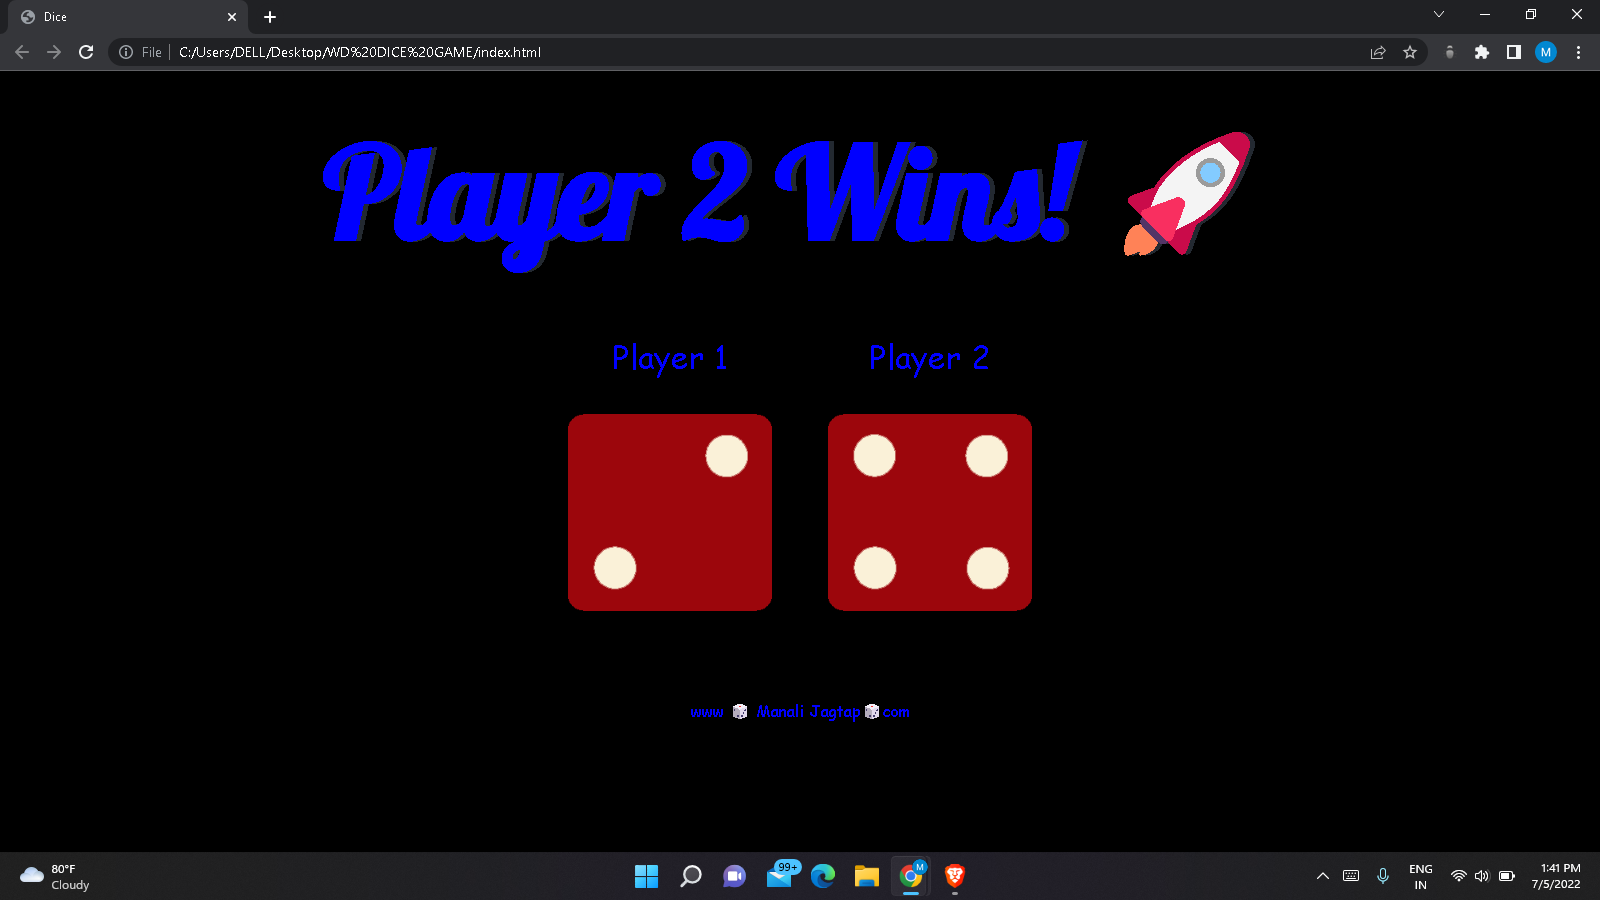 Dice
File
C:/Users/DELL/Desktop/WD%20DICE%20GAME/index.html
M
Player 2 Wins!
Player 1
Player 2
www Manali Jagtap com
80°F
Cloudy
99+
M
ENG
IN
1:41 PM
7/5/2022